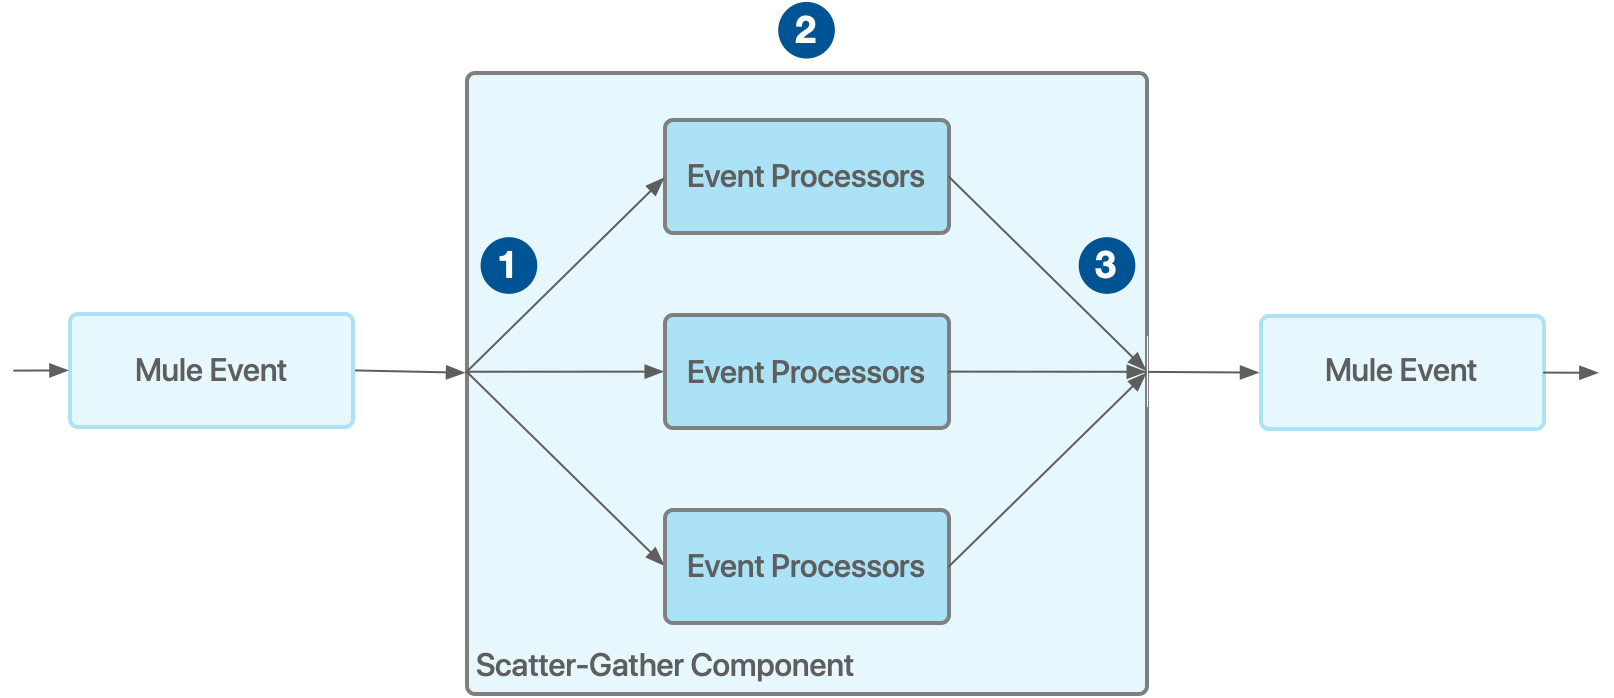 2
Event Processors
1
3
Mule Event
Event Processors
Mule Event
Event Processors
Scatter-Gather Component